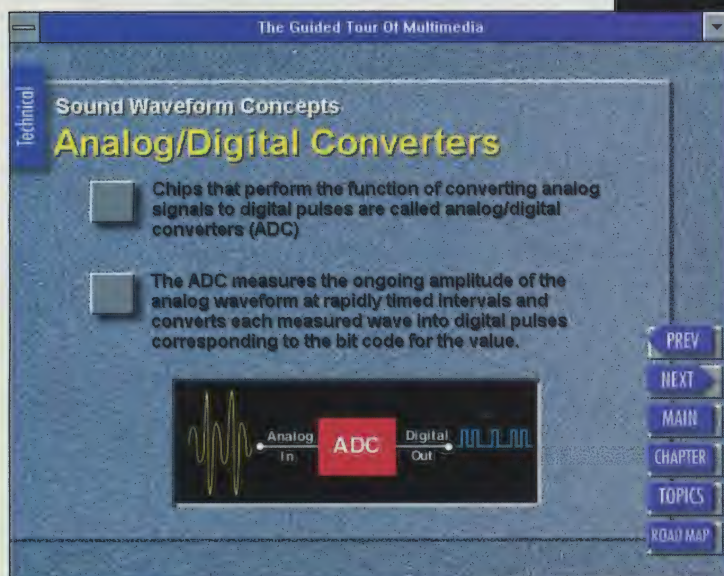 The Guided Tour Of Multimedia
Technical
Sound Waveform Concepts
Analog/Digital Converters
Chips that perform the function of converting analog
signals to digital pulses are called analog/digital
converters (ADC)
The ADC measures the ongoing amplitude of the
analog waveform at rapidly timed intervals and
converts each measured wave into digital pulses
corresponding to the bit code for the value.
Analog
In
ADC
Digital
Out
PREV
NEXT
MAIN
CHAPTER
TOPICS
ROAD MAP